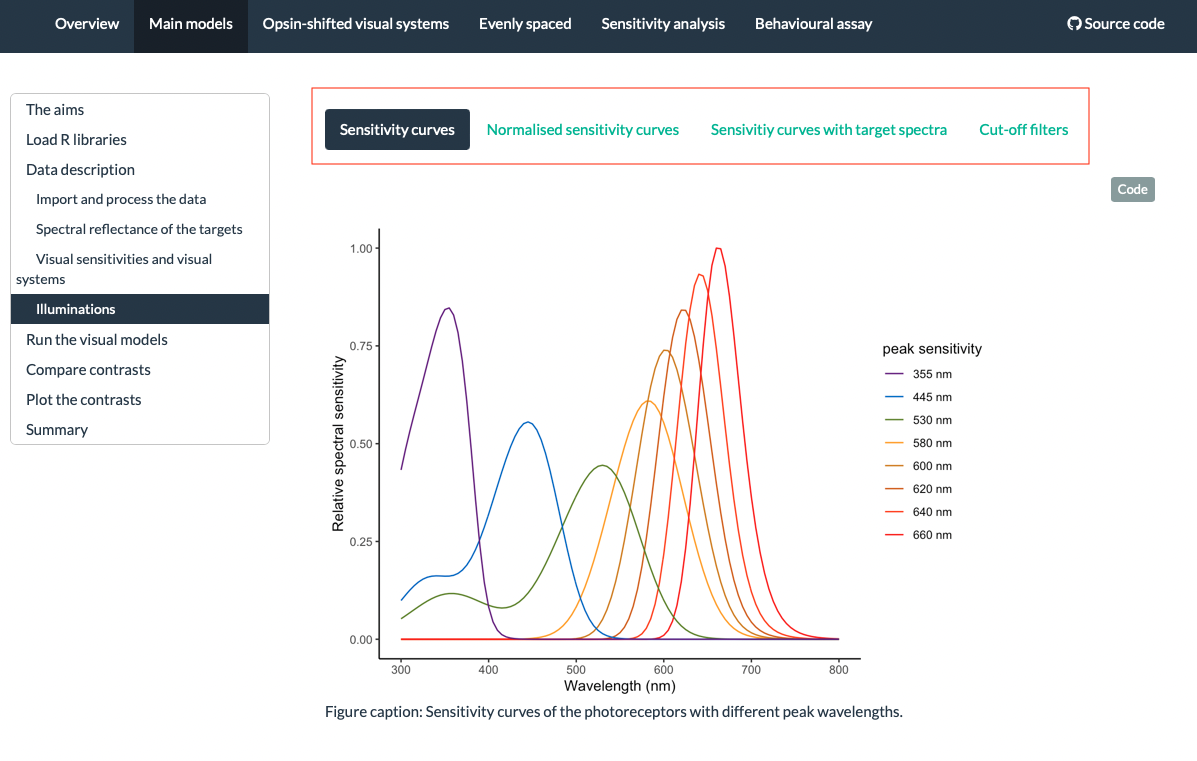 Overview Main models Opsin-shifted visual systems Evenly spaced Sensitivity analysis Behavioural assay Source code
The aims
Load R libraries
Data description
Import and process the data
Spectral reflectance of the targets
Visual sensitivities and visual
systems
Illuminations
Run the visual models
Compare contrasts
Plot the contrasts
Summary
Sensitivity curves Normalised sensitivity curves Sensivitiy curves with target spectra Cut-off filters
Code
Relative spectral sensitivity
1.00
0.75
0.50
0.25
0.00
300 400 500 600 700 800
Wavelength (nm)
peak sensitivity
355 nm
445 nm
530 nm
580 nm
600 nm
620 nm
640 nm
660 nm
Figure caption: Sensitivity curves of the photoreceptors with different peak wavelengths.